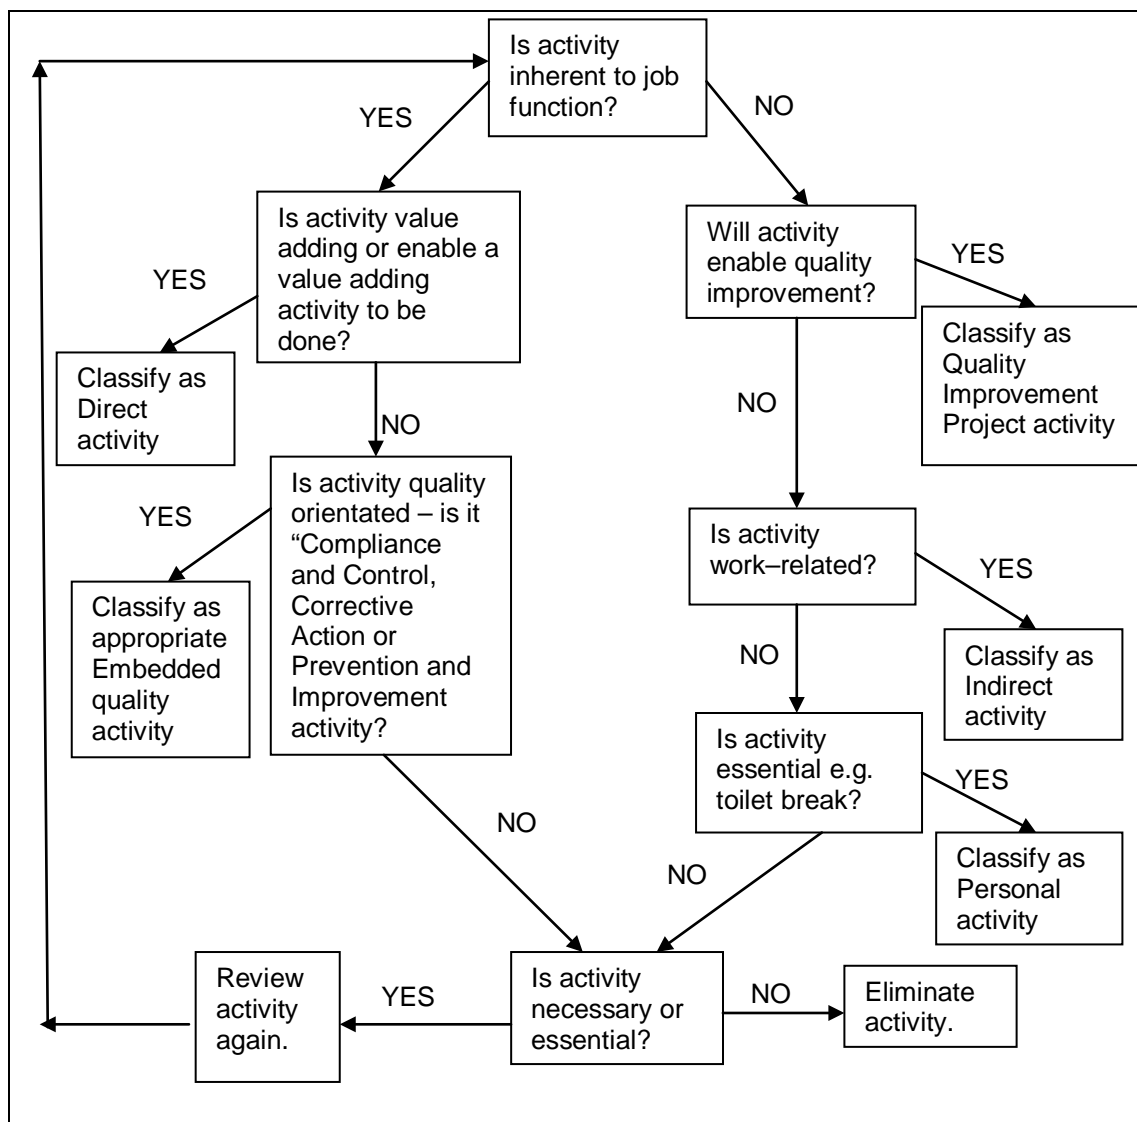 Is activity
inherent to job
function?
YES
NO
Is activity value
adding or enable a
value adding
activity to be
done?
Will activity
enable quality
improvement?
YES
YES
Classify as
Direct
activity
Classify as
Quality
Improvement
Project activity
NO
NO
Is activity quality
orientated – is it
“Compliance
and Control,
Corrective
Action or
Prevention and
Improvement
activity?
YES
Is activity
work–related?
YES
Classify as
appropriate
Embedded
quality
activity
NO
Classify as
Indirect
activity
Is activity
essential e.g.
toilet break?
YES
NO
NO
Classify as
Personal
activity
Review
activity
again.
YES
Is activity
necessary or
essential?
NO
Eliminate
activity.